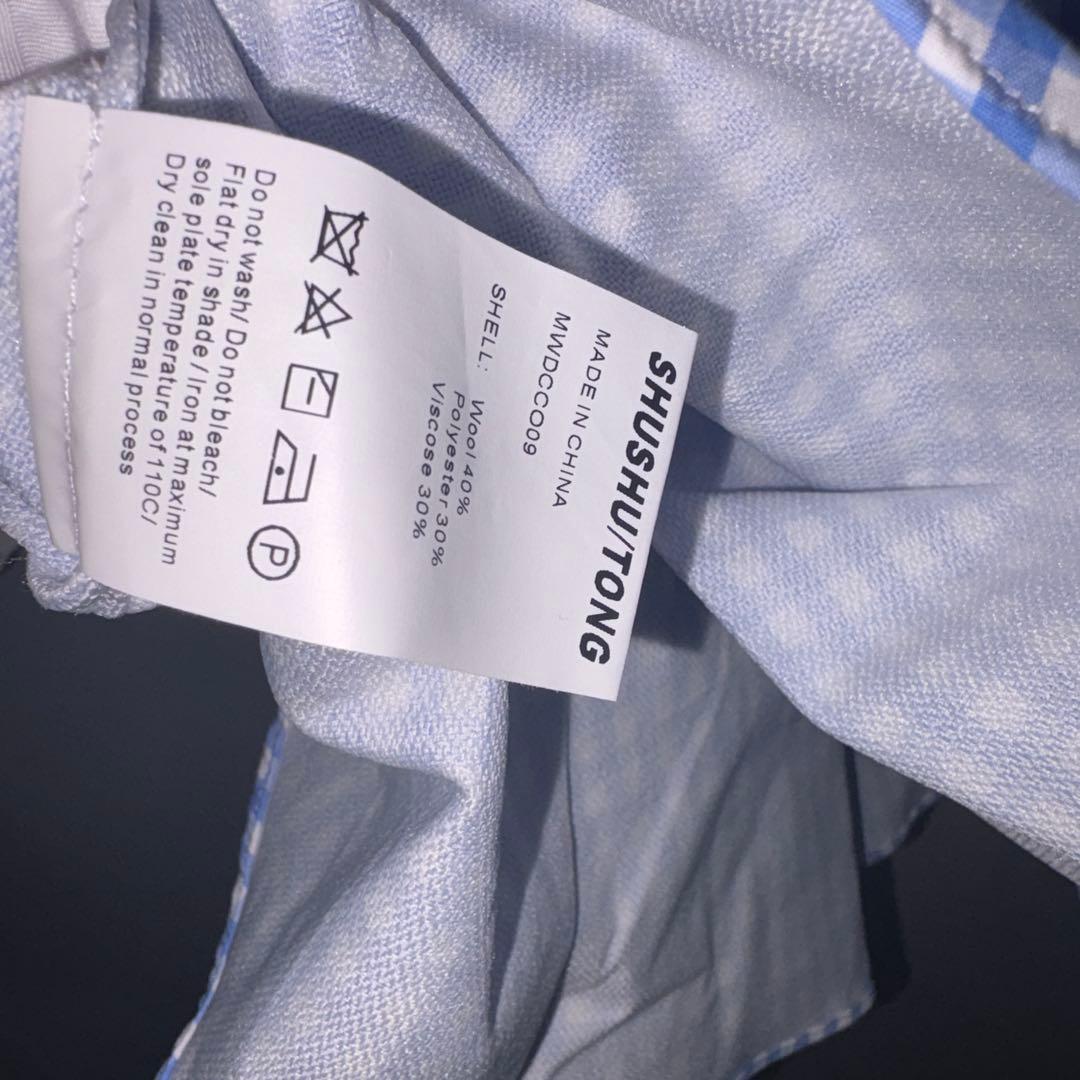 SHUSHU/TONG
MADE IN CHINA
MWDCCO09
SHELL: Wool 40%
Polyester 30%
Viscose 30%
P
Do not wash/ Do not bleach/
Flat dry in shade / Iron at maximum
sole plate temperature of 110C/
Dry clean in normal process